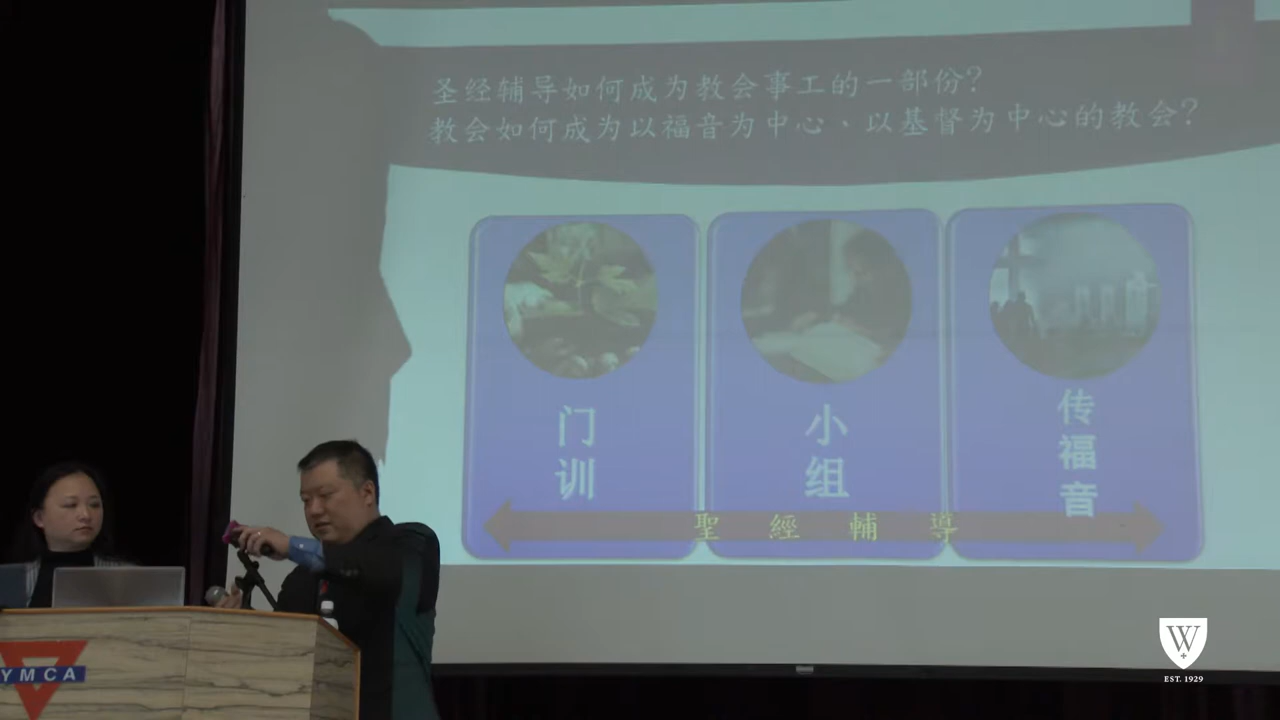 圣经辅导如何成为教会事工的一部份?
教会如何成为以福音为中心、以基督为中心的教会?
门训
小组
传福音
聖經輔導
YMCA
W
EST. 1929